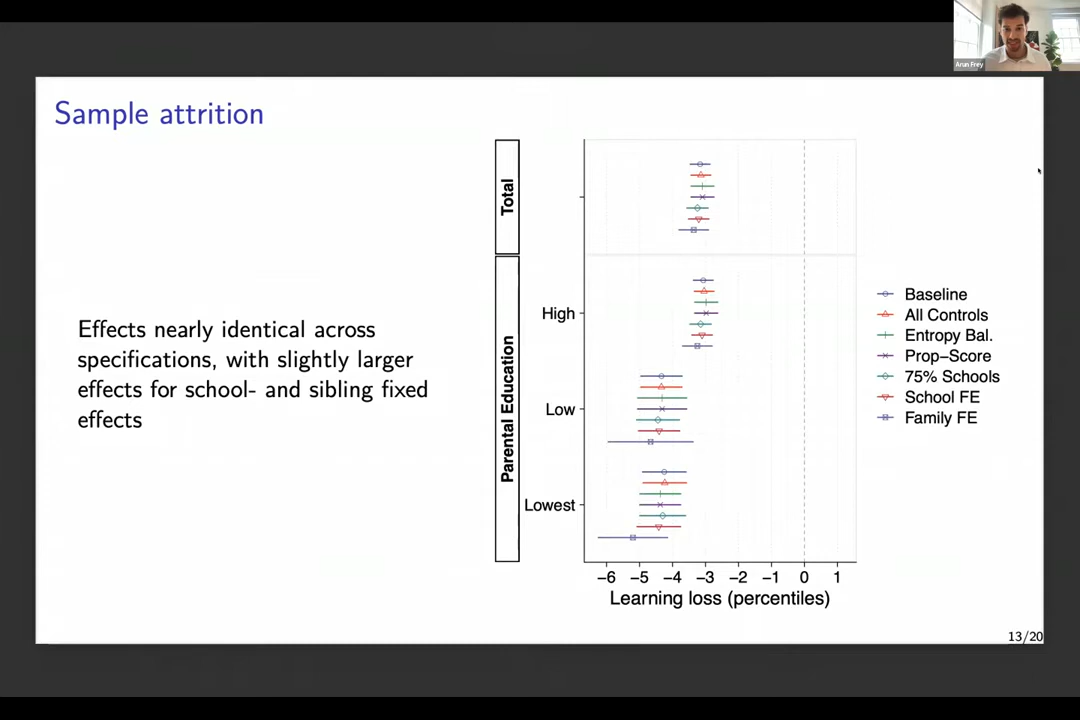 Arun Frey
Sample attrition
Effects nearly identical across
specifications, with slightly larger
effects for school- and sibling fixed
effects
Total
Parental Education
High
Low
Lowest
−6 −5 −4 −3 −2 −1 0 1
Learning loss (percentiles)
Baseline
All Controls
Entropy Bal.
Prop−Score
75% Schools
School FE
Family FE
13/20